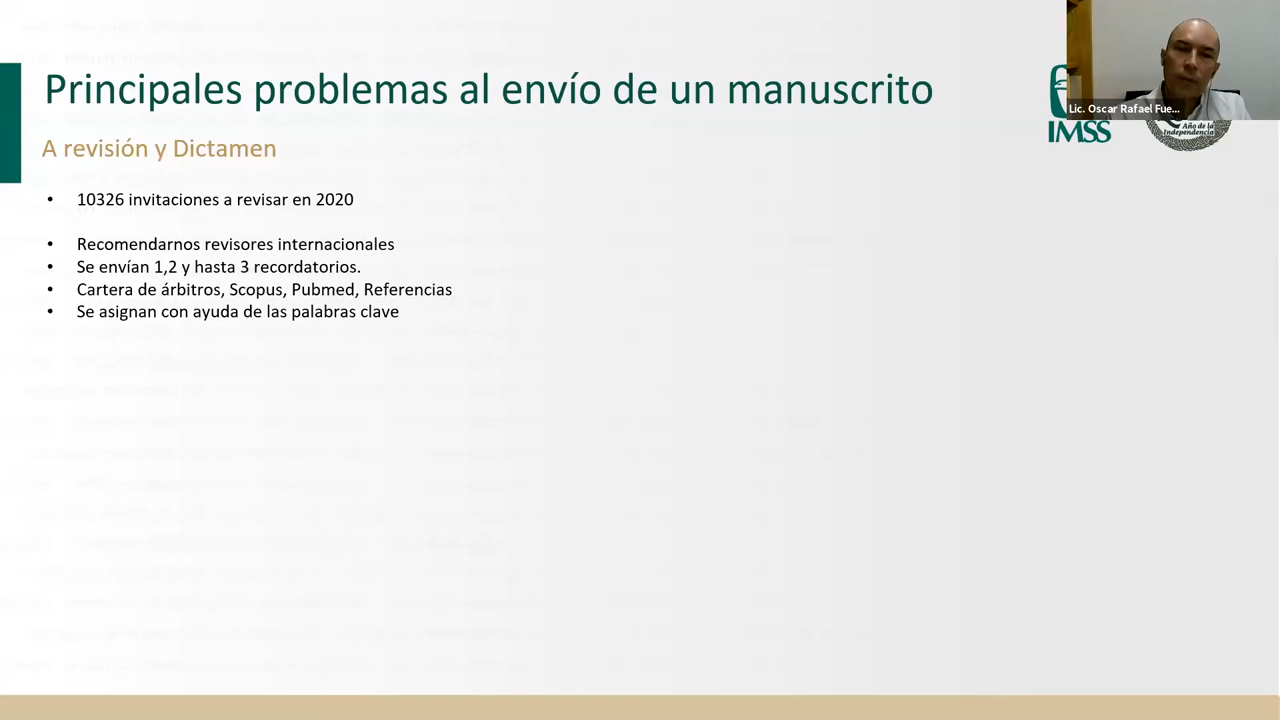 Principales problemas al envío de un manuscrito
A revisión y Dictamen
• 10326 invitaciones a revisar en 2020
• Recomendarnos revisores internacionales
• Se envían 1,2 y hasta 3 recordatorios.
• Cartera de árbitros, Scopus, Pubmed, Referencias
• Se asignan con ayuda de las palabras clave
Lic. Oscar Rafael Fue...
IMSS
Año de la
Independencia